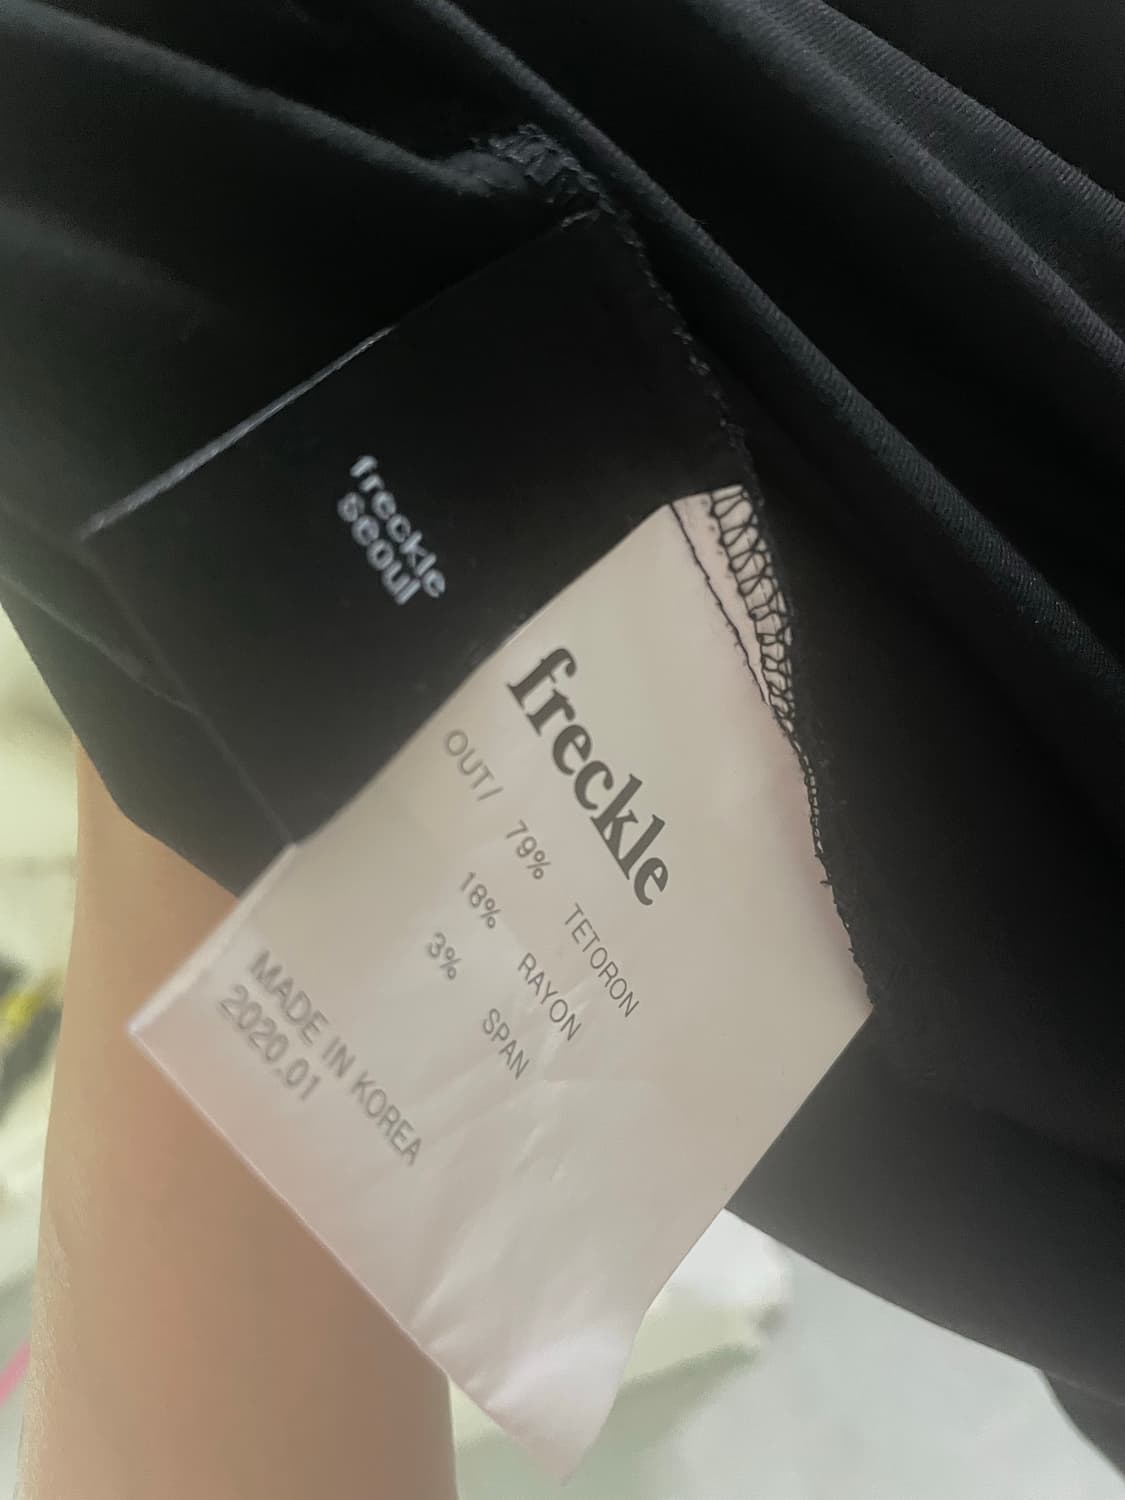 freckle
seoul
freckle
OUT/ 79% TETORON
18% RAYON
3% SPAN
MADE IN KOREA
2020.01